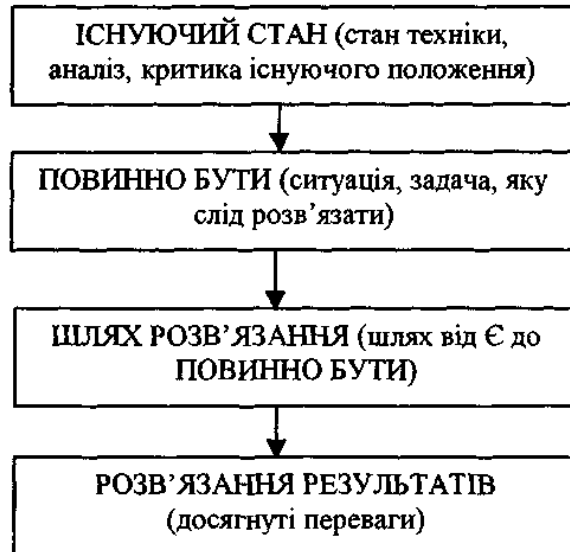 ІСНУЮЧИЙ СТАН (стан техніки,
аналіз, критика існуючого положення)
ПОВИННО БУТИ (ситуація, задача, яку
слід розв’язати)
ШЛЯХ РОЗВ’ЯЗАННЯ (шлях від Є до
ПОВИННО БУТИ)
РОЗВ’ЯЗАННЯ РЕЗУЛЬТАТІВ
(досягнуті переваги)